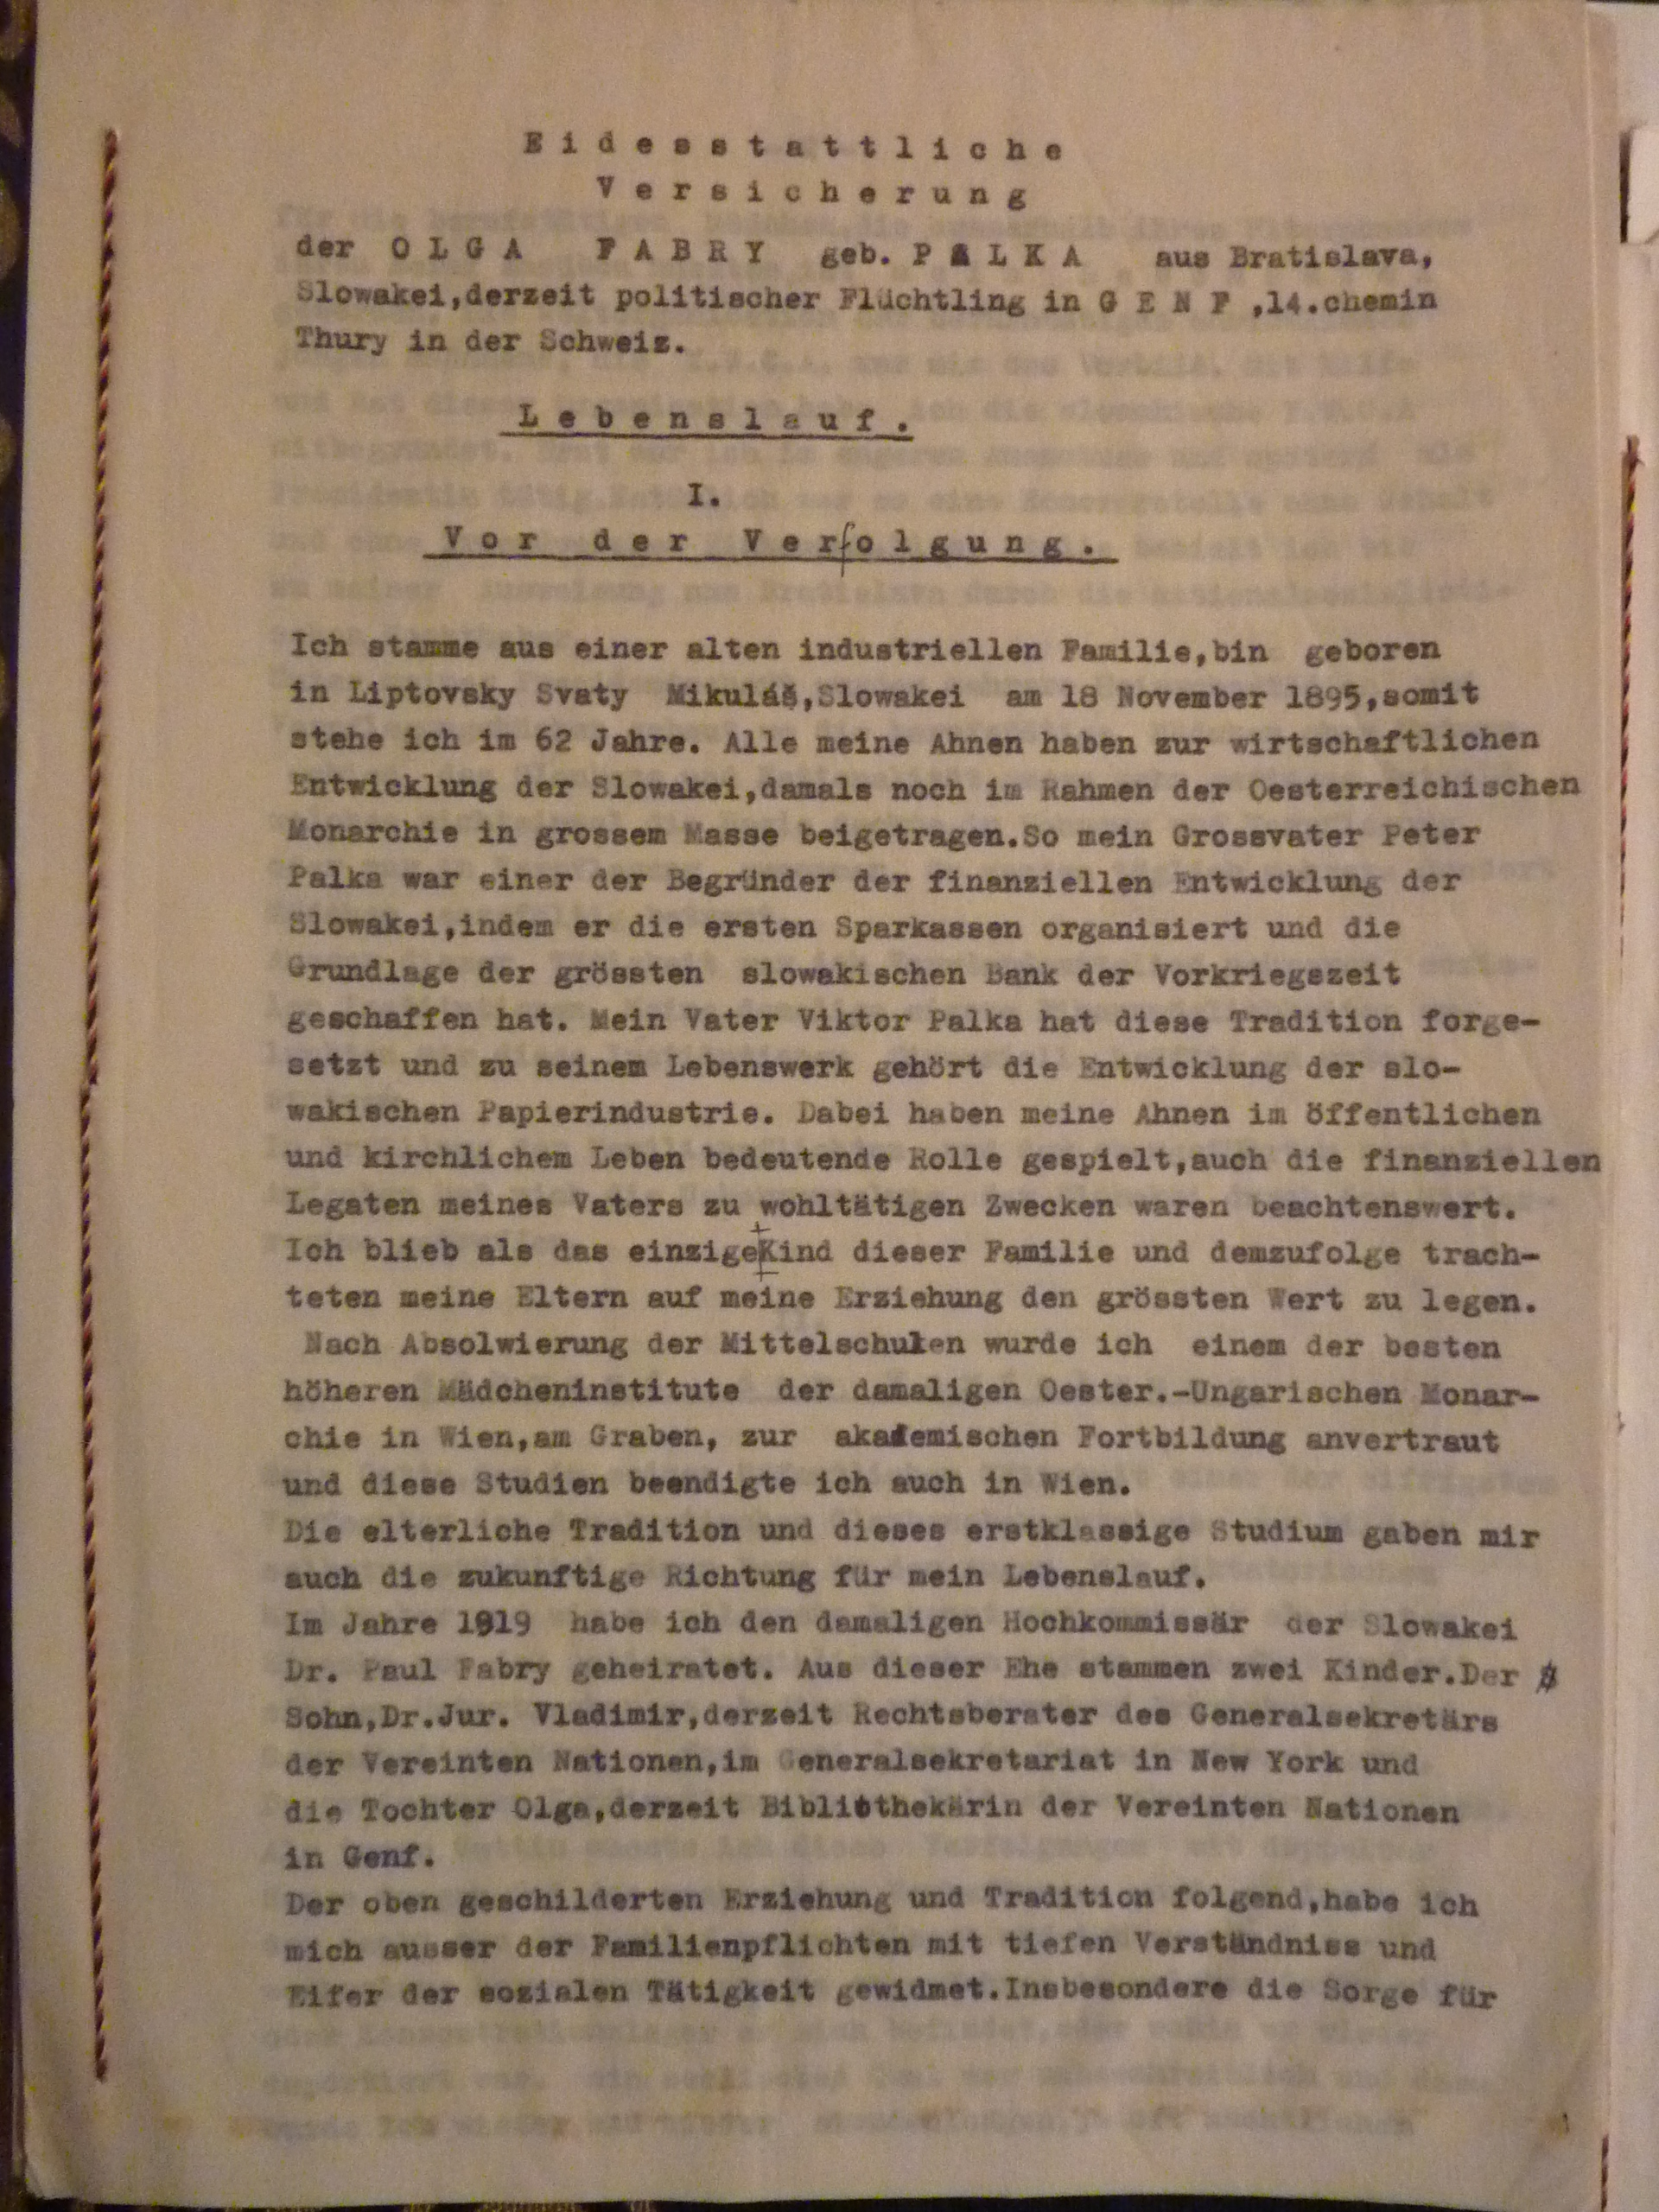 E i d e s s t a t t l i c h e
V e r s i c h e r u n g
der O L G A F A B R Y geb. P A L K A aus Bratislava,
Slowakei,derzeit politischer Flüchtling in G E N F ,14.chemin
Thury in der Schweiz.
L e b e n s l a u f .
I.
V o r d e r V e r f o l g u n g .
Ich stamme aus einer alten industriellen Familie,bin geboren
in Liptovsky Svaty Mikuláš,Slowakei am 18 November 1895,somit
stehe ich im 62 Jahre. Alle meine Ahnen haben zur wirtschaftlichen
Entwicklung der Slowakei,damals noch im Rahmen der Oesterreichischen
Monarchie in grossem Masse beigetragen.So mein Grossvater Peter
Palka war einer der Begründer der finanziellen Entwicklung der
Slowakei,indem er die ersten Sparkassen organisiert und die
Grundlage der grössten slowakischen Bank der Vorkriegszeit
geschaffen hat. Mein Vater Viktor Palka hat diese Tradition forge-
setzt und zu seinem Lebenswerk gehört die Entwicklung der slo-
wakischen Papierindustrie. Dabei haben meine Ahnen im öffentlichen
und kirchlichem Leben bedeutende Rolle gespielt,auch die finanziellen
Legaten meines Vaters zu wohltätigen Zwecken waren beachtenswert.
Ich blieb als das einzige Kind dieser Familie und demzufolge trach-
teten meine Eltern auf meine Erziehung den grössten Wert zu legen.
Nach Absolwierung der Mittelschulen wurde ich einem der besten
höheren Mädcheninstitute der damaligen Oester.-Ungarischen Monar-
chie in Wien,am Graben, zur akademischen Fortbildung anvertraut
und diese Studien beendigte ich auch in Wien.
Die elterliche Tradition und dieses erstklassige Studium gaben mir
auch die zukunftige Richtung für mein Lebenslauf.
Im Jahre 1919 habe ich den damaligen Hochkommissär der Slowakei
Dr. Paul Fabry geheiratet. Aus dieser Ehe stammen zwei Kinder.Der
Sohn,Dr.Jur. Vladimir,derzeit Rechtsberater des Generalsekretärs
der Vereinten Nationen,im Generalsekretariat in New York und
die Tochter Olga,derzeit Bibliothekärin der Vereinten Nationen
in Genf.
Der oben geschilderten Erziehung und Tradition folgend,habe ich
mich ausser der Familienpflichten mit tiefen Verständniss und
Eifer der sozialen Tätigkeit gewidmet.Insbesondere die Sorge für